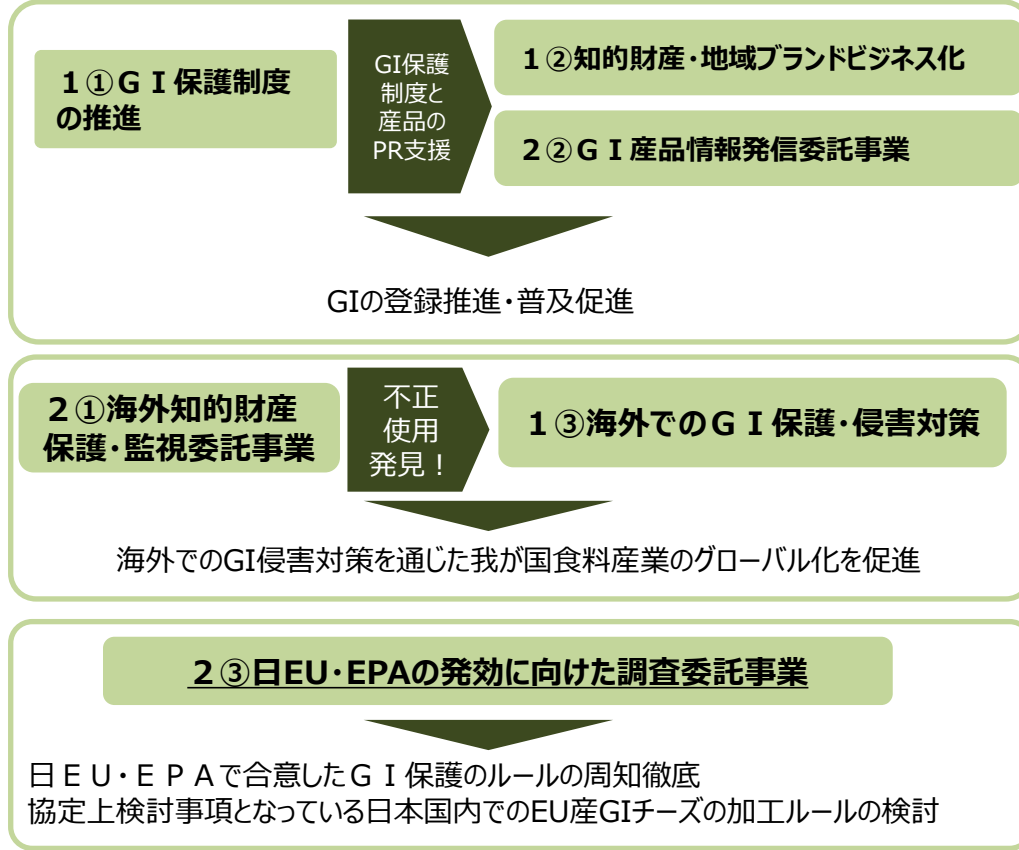 １①ＧＩ保護制度
の推進
GI保護
制度と
産品の
PR支援
１②知的財産・地域ブランドビジネス化
２②ＧＩ産品情報発信委託事業
GIの登録推進・普及促進
２①海外知的財産
保護・監視委託事業
不正
使用
発見！
１③海外でのＧＩ保護・侵害対策
海外でのGI侵害対策を通じた我が国食料産業のグローバル化を促進
２③日EU・EPAの発効に向けた調査委託事業
日ＥＵ・ＥＰＡで合意したＧＩ保護のルールの周知徹底
協定上検討事項となっている日本国内でのEU産GIチーズの加工ルールの検討